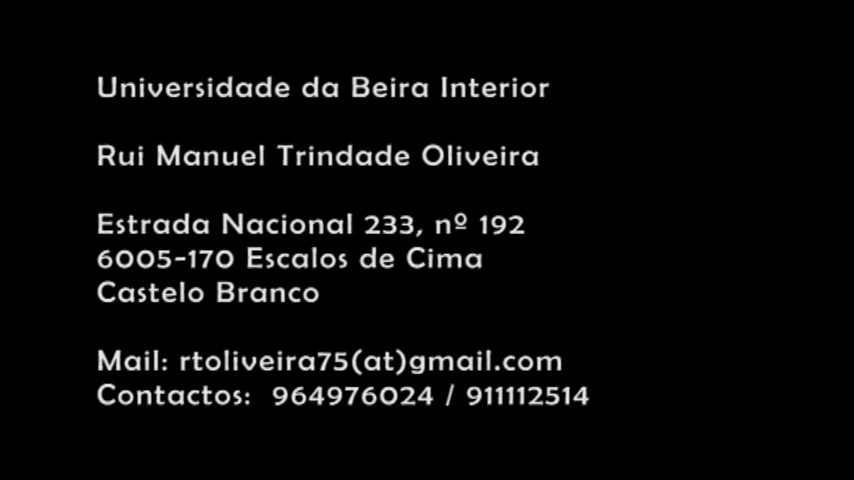 Universidade da Beira Interior
Rui Manuel Trindade Oliveira
Estrada Nacional 233, nº 192
6005-170 Escalos de Cima
Castelo Branco
Mail: rtoliveira75(at)gmail.com
Contactos: 964976024 / 911112514